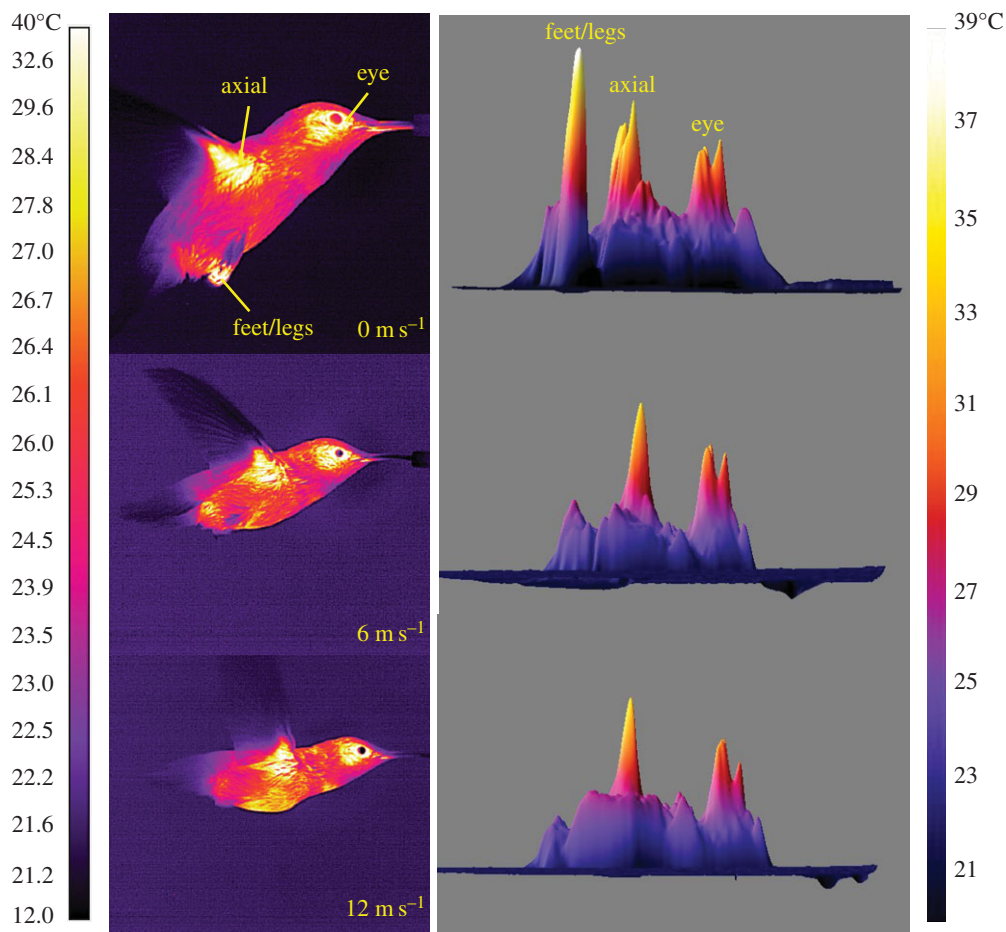 40°C
32.6
29.6
28.4
27.8
27.0
26.7
26.4
26.1
26.0
25.3
24.5
23.9
23.5
23.0
22.5
22.2
21.6
21.2
12.0
axial
eye
feet/legs
0 m s⁻¹
6 m s⁻¹
12 m s⁻¹
feet/legs
axial
eye
39°C
37
35
33
31
29
27
25
23
21